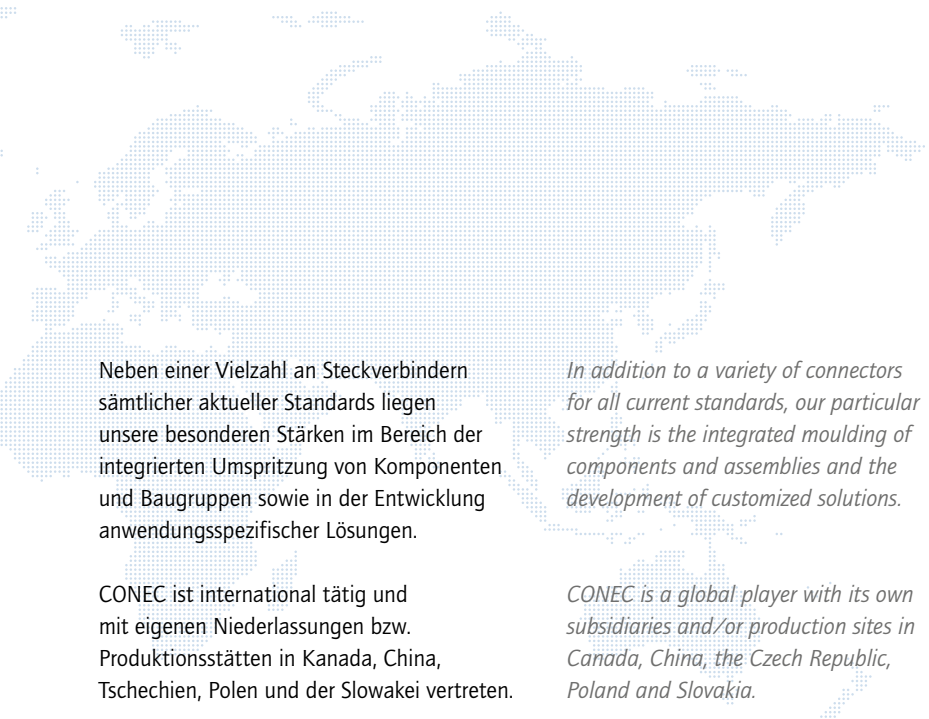 Neben einer Vielzahl an Steckverbindern
sämtlicher aktueller Standards liegen
unsere besonderen Stärken im Bereich der
integrierten Umspritzung von Komponenten
und Baugruppen sowie in der Entwicklung
anwendungsspezifischer Lösungen.
CONEC ist international tätig und
mit eigenen Niederlassungen bzw.
Produktionsstätten in Kanada, China,
Tschechien, Polen und der Slowakei vertreten.
In addition to a variety of connectors
for all current standards, our particular
strength is the integrated moulding of
components and assemblies and the
development of customized solutions.
CONEC is a global player with its own
subsidiaries and/or production sites in
Canada, China, the Czech Republic,
Poland and Slovakia.